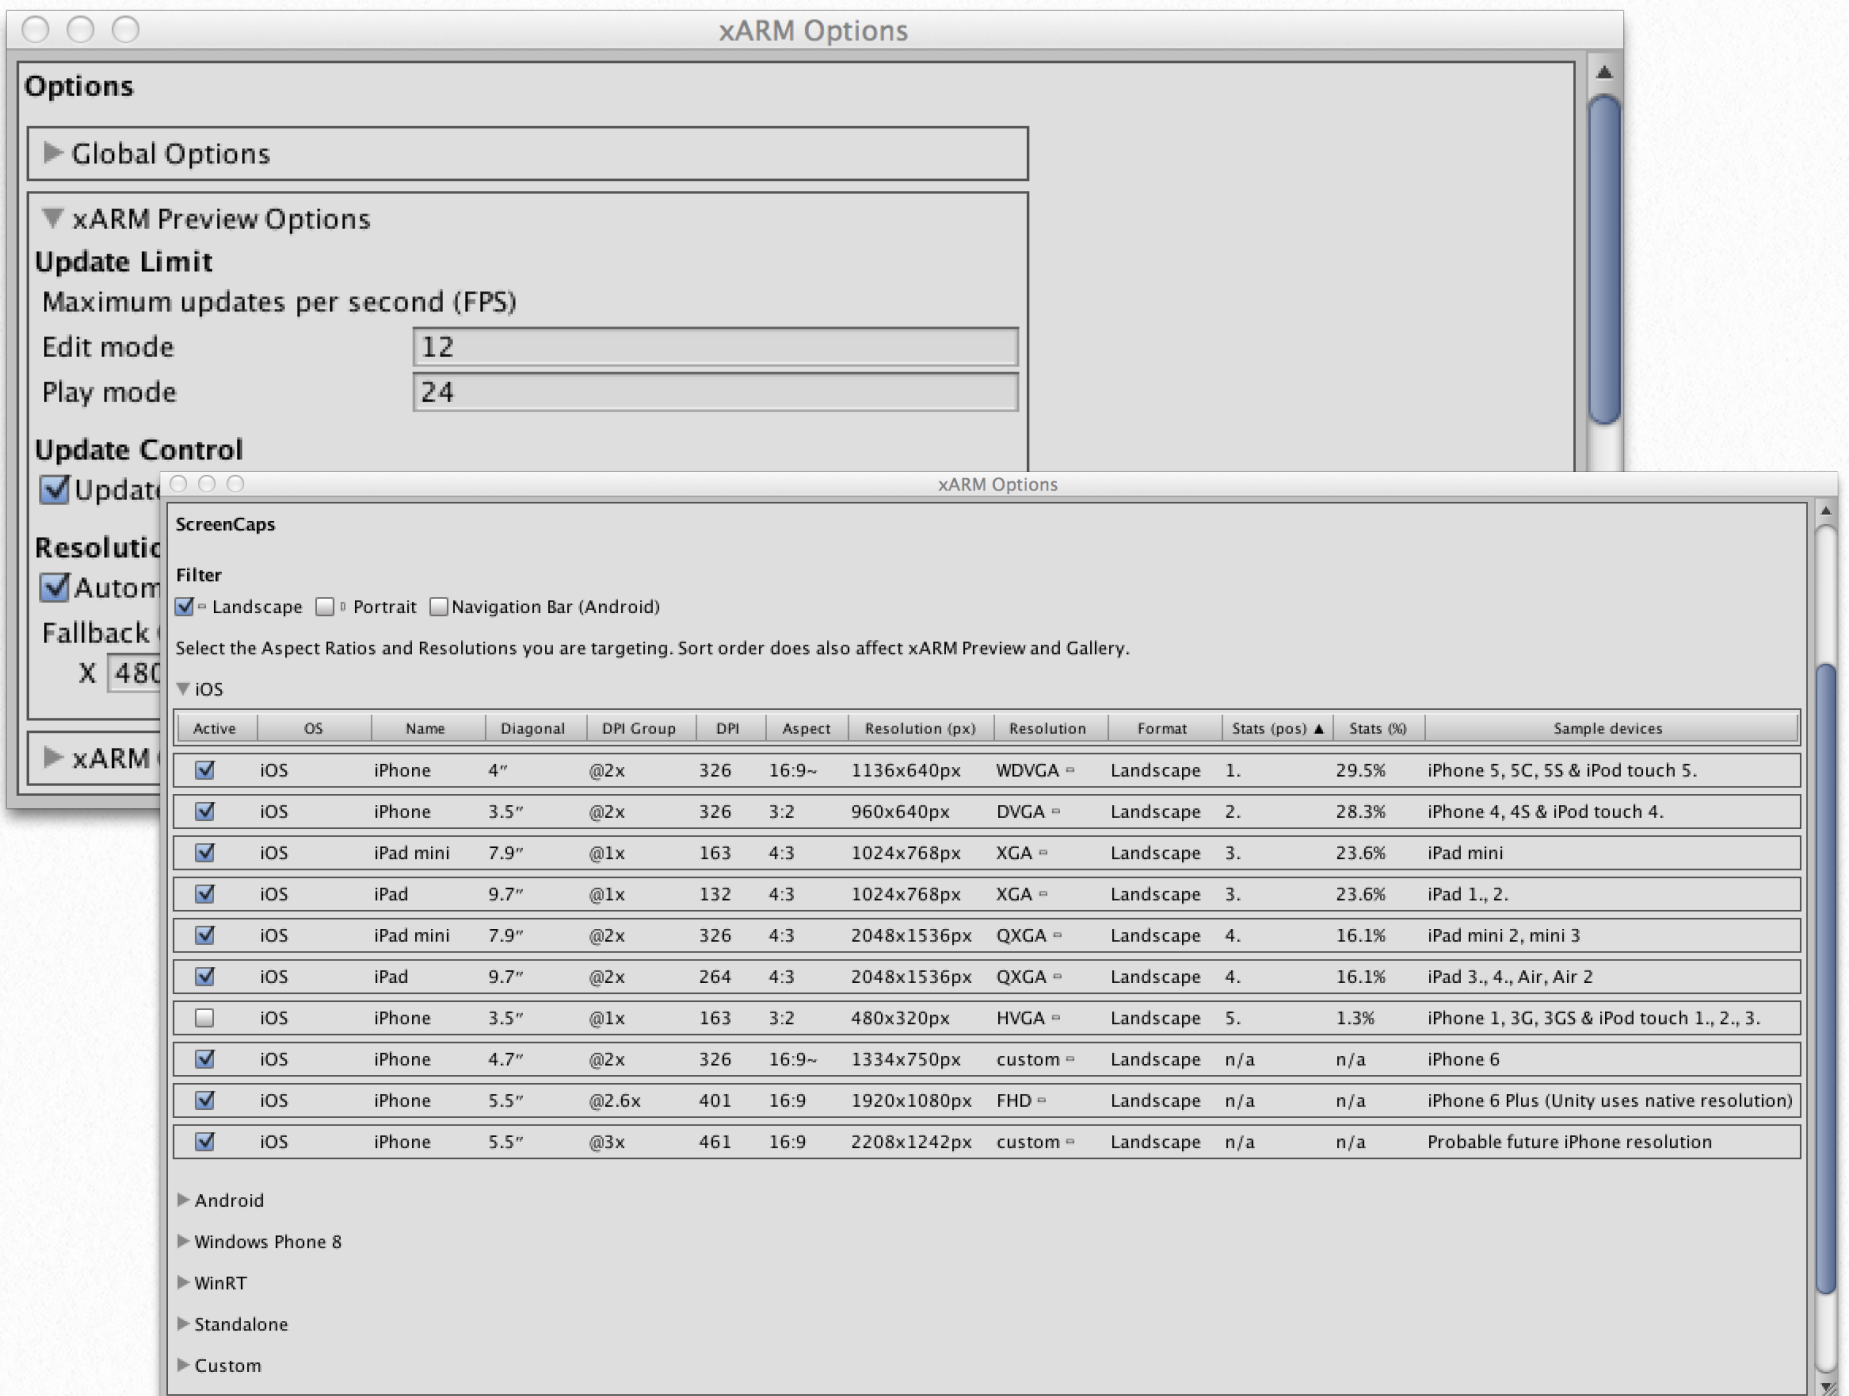 xARM Options
Options
Global Options
xARM Preview Options
Update Limit
Maximum updates per second (FPS)
Edit mode 12
Play mode 24
Update Control
Update
Fallback
X 480
xARM
xARM Options
ScreenCaps
Filter
Landscape Portrait Navigation Bar (Android)
Select the Aspect Ratios and Resolutions you are targeting. Sort order does also affect xARM Preview and Gallery.
iOS
Active OS Name Diagonal DPI Group DPI Aspect Resolution (px) Resolution Format Stats (pos) ▲ Stats (%) Sample devices
iOS iPhone 4″ @2x 326 16:9~ 1136x640px WDVGA Landscape 1. 29.5% iPhone 5, 5C, 5S & iPod touch 5.
iOS iPhone 3.5″ @2x 326 3:2 960x640px DVGA Landscape 2. 28.3% iPhone 4, 4S & iPod touch 4.
iOS iPad mini 7.9″ @1x 163 4:3 1024x768px XGA Landscape 3. 23.6% iPad mini
iOS iPad 9.7″ @1x 132 4:3 1024x768px XGA Landscape 3. 23.6% iPad 1., 2.
iOS iPad mini 7.9″ @2x 326 4:3 2048x1536px QXGA Landscape 4. 16.1% iPad mini 2, mini 3
iOS iPad 9.7″ @2x 264 4:3 2048x1536px QXGA Landscape 4. 16.1% iPad 3., 4., Air, Air 2
iOS iPhone 3.5″ @1x 163 3:2 480x320px HVGA Landscape 5. 1.3% iPhone 1, 3G, 3GS & iPod touch 1., 2., 3.
iOS iPhone 4.7″ @2x 326 16:9~ 1334x750px custom Landscape n/a n/a iPhone 6
iOS iPhone 5.5″ @2.6x 401 16:9 1920x1080px FHD Landscape n/a n/a iPhone 6 Plus (Unity uses native resolution)
iOS iPhone 5.5″ @3x 461 16:9 2208x1242px custom Landscape n/a n/a Probable future iPhone resolution
Android
Windows Phone 8
WinRT
Standalone
Custom